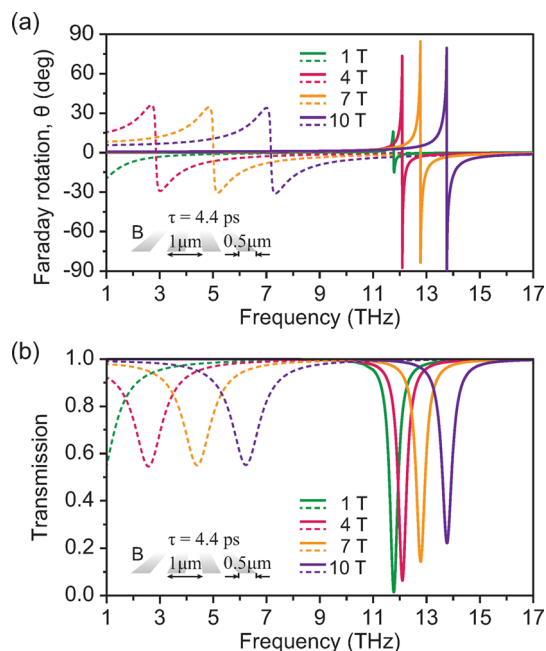 (a)
90
60
30
0
-30
-60
-90
Faraday rotation, θ (deg)
1 T
4 T
7 T
10 T
τ = 4.4 ps
B
1μm
0.5μm
1 3 5 7 9 11 13 15 17
Frequency (THz)
(b)
1.0
0.8
0.6
0.4
0.2
0.0
Transmission
1 T
4 T
7 T
10 T
τ = 4.4 ps
B
1μm
0.5μm
1 3 5 7 9 11 13 15 17
Frequency (THz)